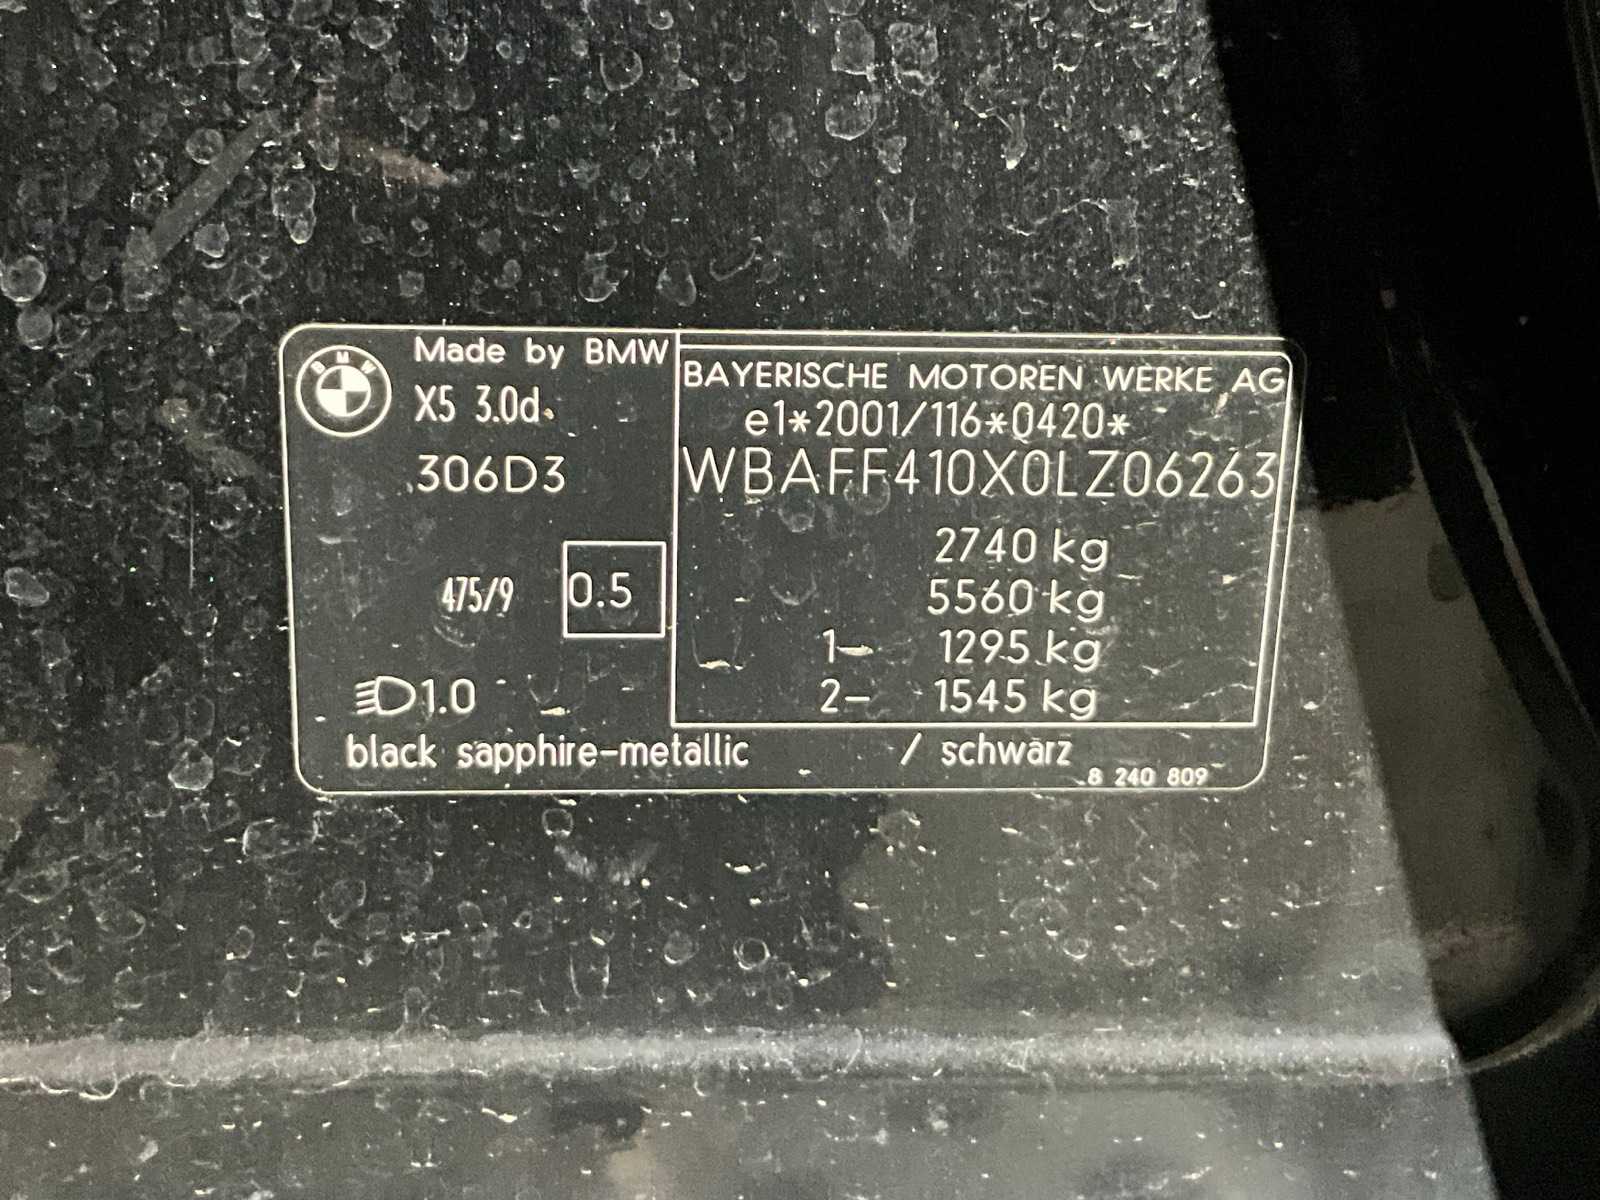 BMW
Made by BMW
X5 3.0d
306D3
475/9 0.5
1.0
BAYERISCHE MOTOREN WERKE AG
e1*2001/116*0420*
WBAFF410X0LZ06263
2740 kg
5560 kg
1- 1295 kg
2- 1545 kg
black sapphire-metallic / schwarz
8 240 809